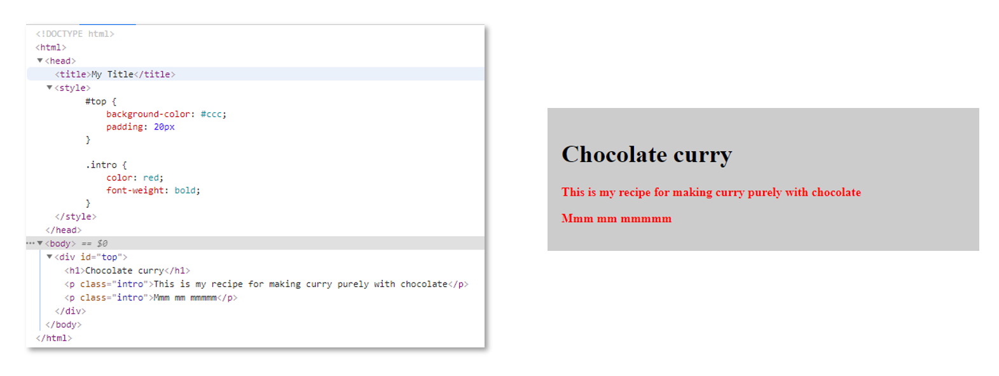 <!DOCTYPE html>
<html>
<head>
<title>My Title</title>
<style>
#top {
background-color: #ccc;
padding: 20px
}
.intro {
color: red;
font-weight: bold;
}
</style>
</head>
<body> == $0
<div id="top">
<h1>Chocolate curry</h1>
<p class="intro">This is my recipe for making curry purely with chocolate</p>
<p class="intro">Mmm mm mmmmm</p>
</div>
</body>
</html>
Chocolate curry
This is my recipe for making curry purely with chocolate
Mmm mm mmmmm